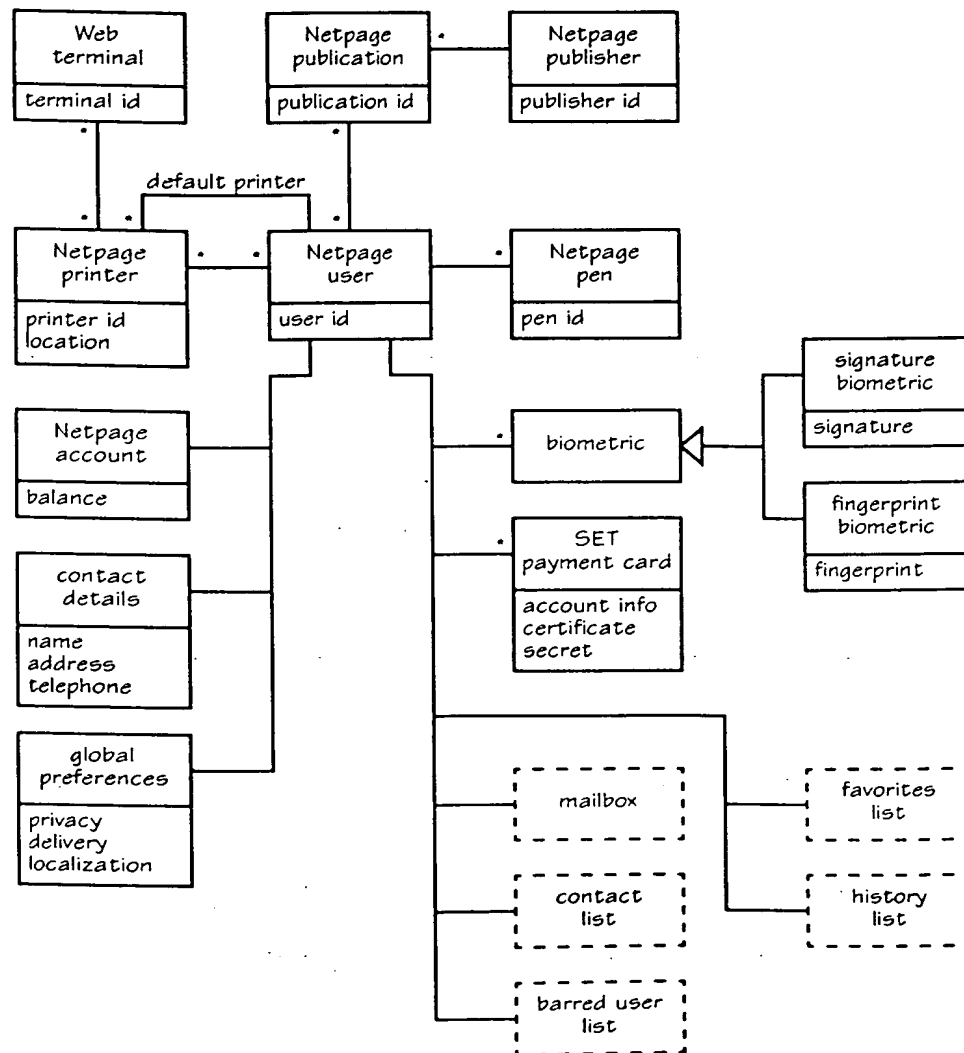 Web
terminal
terminal id
Netpage
publication
publication id
Netpage
publisher
publisher id
default printer
Netpage
printer
printer id
location
Netpage
user
user id
Netpage
pen
pen id
signature
biometric
signature
biometric
fingerprint
biometric
fingerprint
Netpage
account
balance
SET
payment card
account info
certificate
secret
contact
details
name
address
telephone
global
preferences
privacy
delivery
localization
mailbox
favorites
list
contact
list
history
list
barred user
list